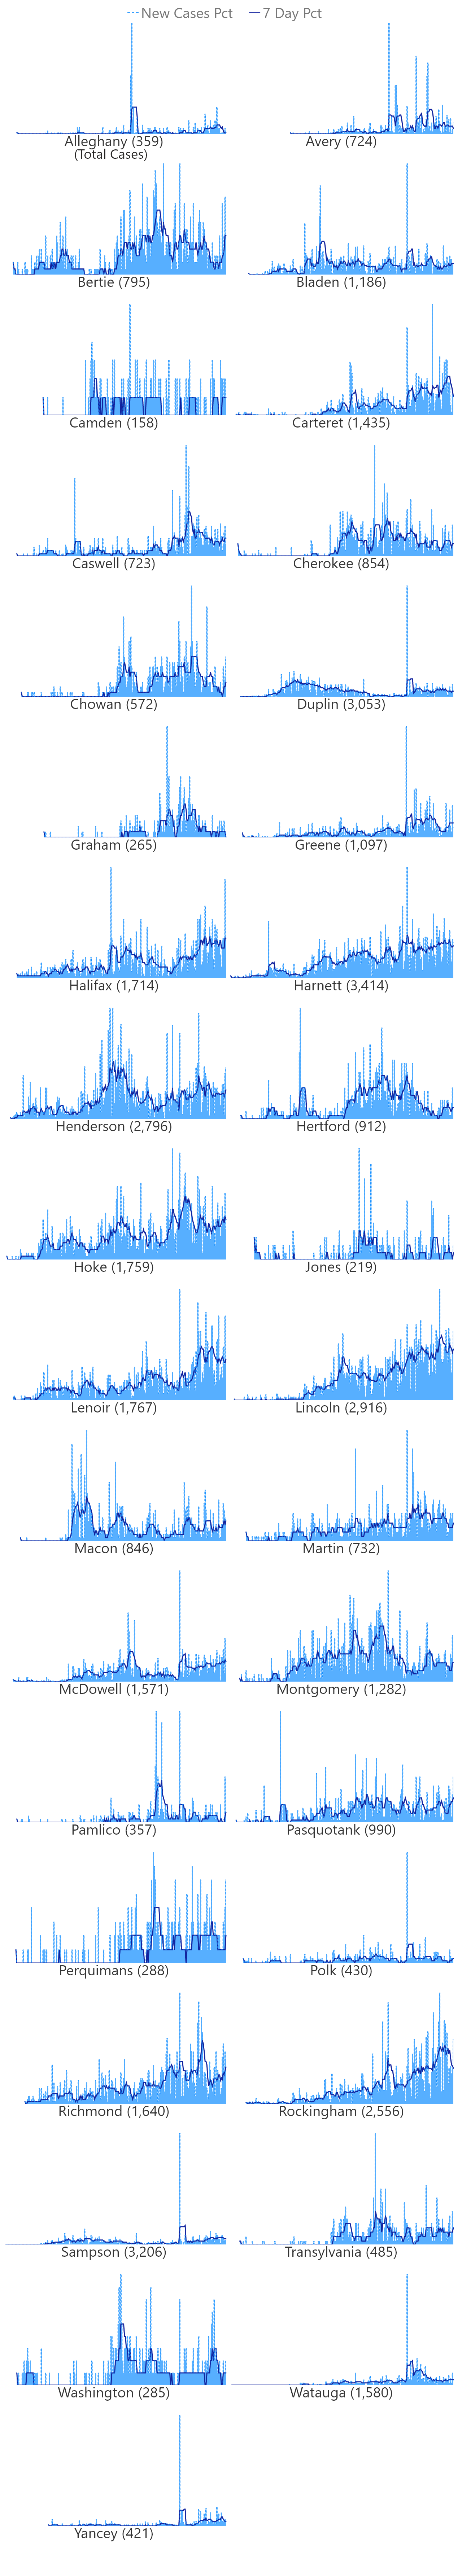 New Cases Pct 7 Day Pct
Alleghany (359) Avery (724)
(Total Cases)
Bertie (795) Bladen (1,186)
Camden (158) Carteret (1,435)
Caswell (723) Cherokee (854)
Chowan (572) Duplin (3,053)
Graham (265) Greene (1,097)
Halifax (1,714) Harnett (3,414)
Henderson (2,796) Hertford (912)
Hoke (1,759) Jones (219)
Lenoir (1,767) Lincoln (2,916)
Macon (846) Martin (732)
McDowell (1,571) Montgomery (1,282)
Pamlico (357) Pasquotank (990)
Perquimans (288) Polk (430)
Richmond (1,640) Rockingham (2,556)
Sampson (3,206) Transylvania (485)
Washington (285) Watauga (1,580)
Yancey (421)